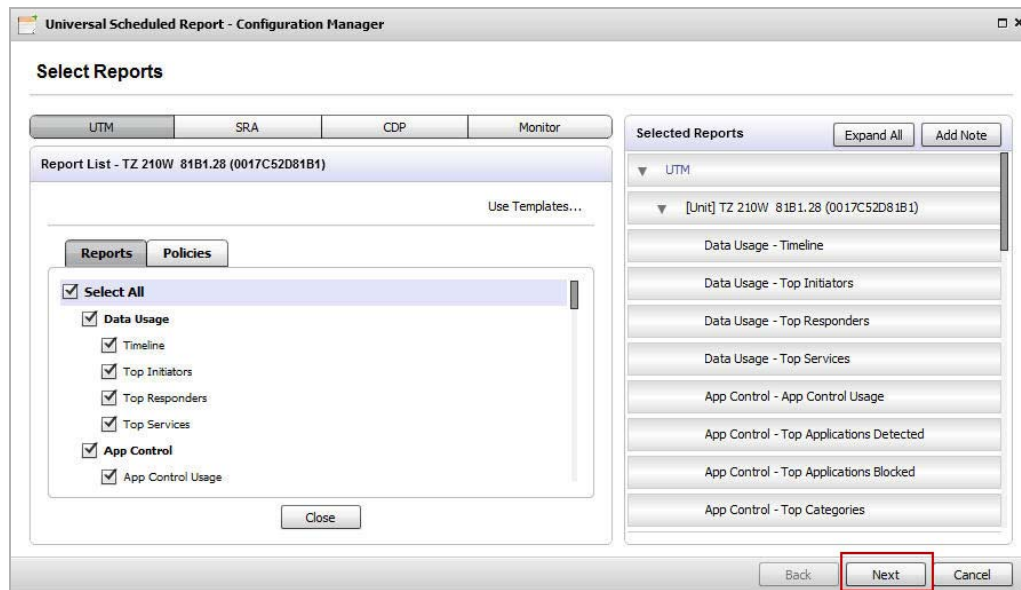 Universal Scheduled Report - Configuration Manager
Select Reports
UTM
SRA
CDP
Monitor
Report List - TZ 210W 81B1.28 (0017C52D81B1)
Use Templates...
Reports
Policies
Select All
Data Usage
Timeline
Top Initiators
Top Responders
Top Services
App Control
App Control Usage
Close
Selected Reports
Expand All
Add Note
UTM
[Unit] TZ 210W 81B1.28 (0017C52D81B1)
Data Usage - Timeline
Data Usage - Top Initiators
Data Usage - Top Responders
Data Usage - Top Services
App Control - App Control Usage
App Control - Top Applications Detected
App Control - Top Applications Blocked
App Control - Top Categories
Back
Next
Cancel